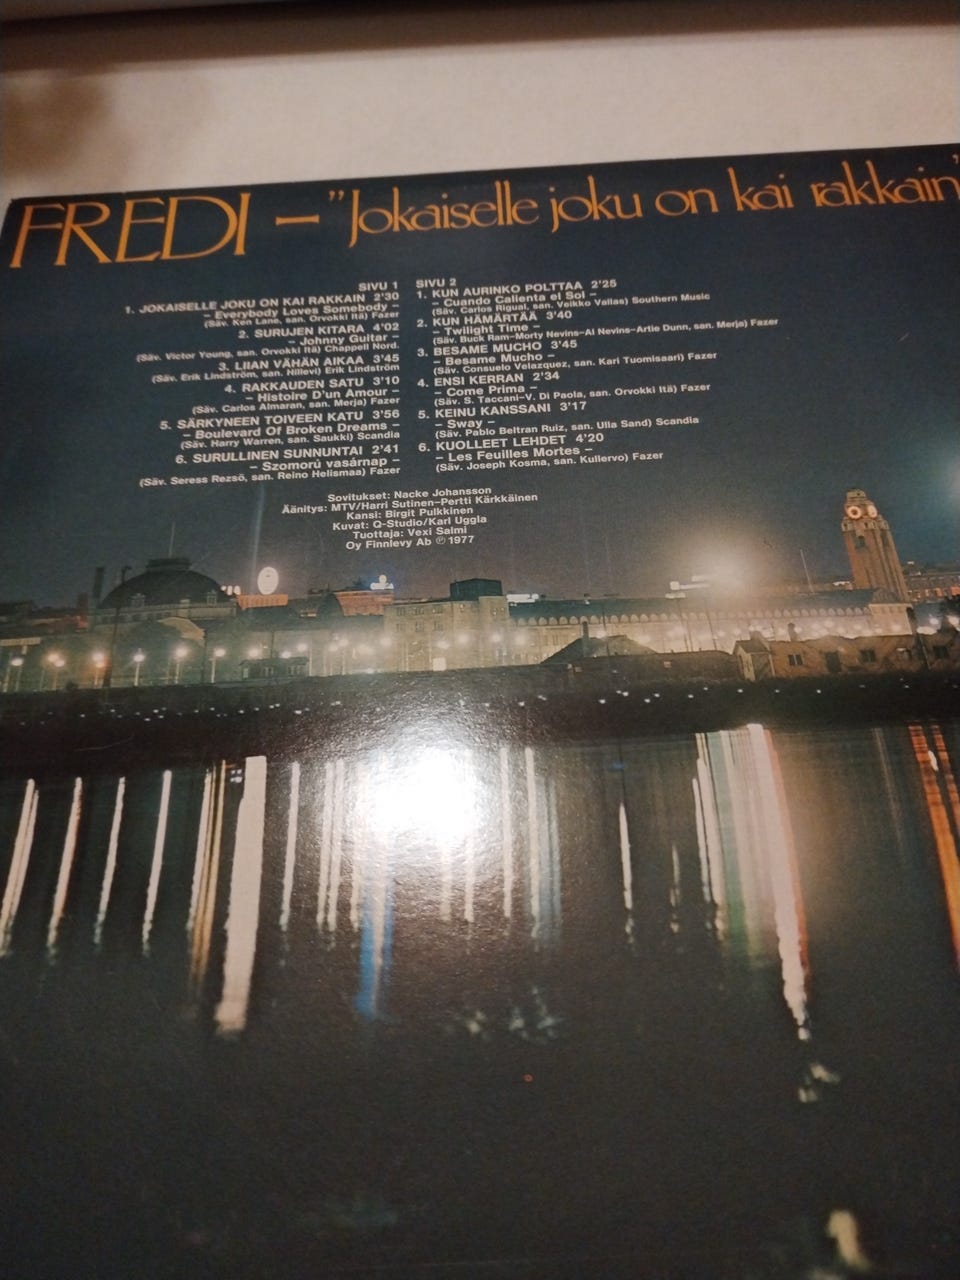 FREDI – "Jokaiselle joku on kai rakkain"
SIVU 1
1. JOKAISELLE JOKU ON KAI RAKKAIN 2'30
– Everybody Loves Somebody –
(Säv. Ken Lane, san. Orvokki Itä) Fazer
2. SURUJEN KITARA 4'02
– Johnny Guitar –
(Säv. Victor Young, san. Orvokki Itä) Chappell Nord.
3. LIIAN VÄHÄN AIKAA 3'45
(Säv. Erik Lindström, san. Hillevi) Erik Lindström
4. RAKKAUDEN SATU 3'10
– Histoire D'un Amour –
(Säv. Carlos Almaran, san. Merja) Fazer
5. SÄRKYNEEN TOIVEEN KATU 3'56
– Boulevard Of Broken Dreams –
(Säv. Harry Warren, san. Saukki) Scandia
6. SURULLINEN SUNNUNTAI 2'41
– Szomorú vasárnap –
(Säv. Seress Rezsö, san. Reino Helismaa) Fazer
SIVU 2
1. KUN AURINKO POLTTAA 2'25
– Cuando Calienta el Sol –
(Säv. Carlos Rigual, san. Veikko Vallas) Southern Music
2. KUN HÄMÄRTÄÄ 3'40
– Twilight Time –
(Säv. Buck Ram–Morty Nevins–Al Nevins–Artie Dunn, san. Merja) Fazer
3. BESAME MUCHO 3'45
– Besame Mucho –
(Säv. Consuelo Velazquez, san. Kari Tuomisaari) Fazer
4. ENSI KERRAN 2'34
– Come Prima –
(Säv. S. Taccani–V. Di Paola, san. Orvokki Itä) Fazer
5. KEINU KANSSANI 3'17
– Sway –
(Säv. Pablo Beltran Ruiz, san. Ulla Sand) Scandia
6. KUOLLEET LEHDET 4'20
– Les Feuilles Mortes –
(Säv. Joseph Kosma, san. Kullervo) Fazer
Sovitukset: Nacke Johansson
Äänitys: MTV/Harri Sutinen–Pertti Kärkkäinen
Kansi: Birgit Pulkkinen
Kuvat: Q-Studio/Karl Uggla
Tuottaja: Vexi Salmi
Oy Finnlevy Ab ℗ 1977